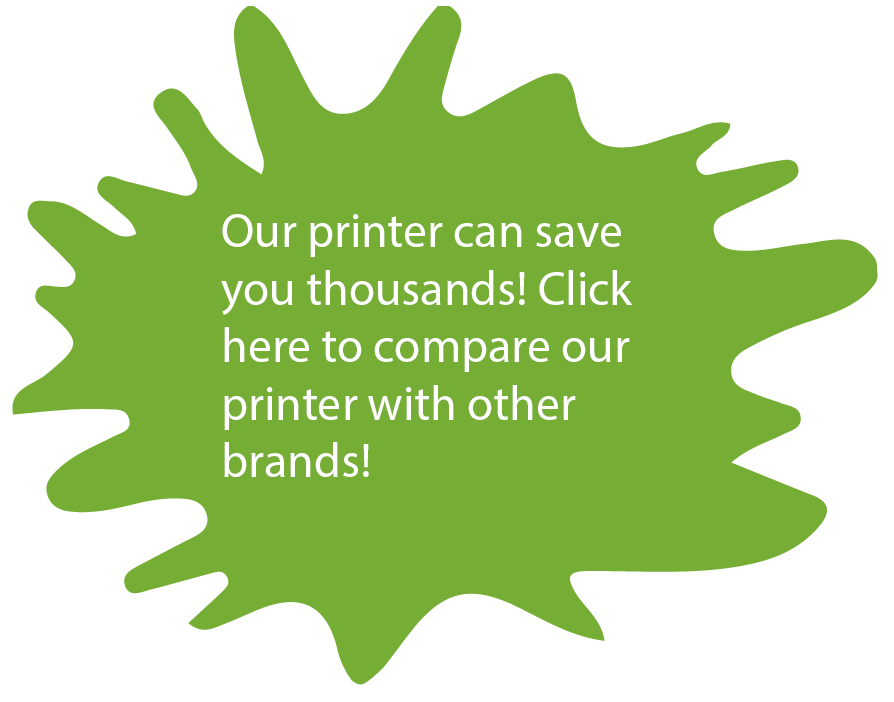 Our printer can save
you thousands! Click
here to compare our
printer with other
brands!